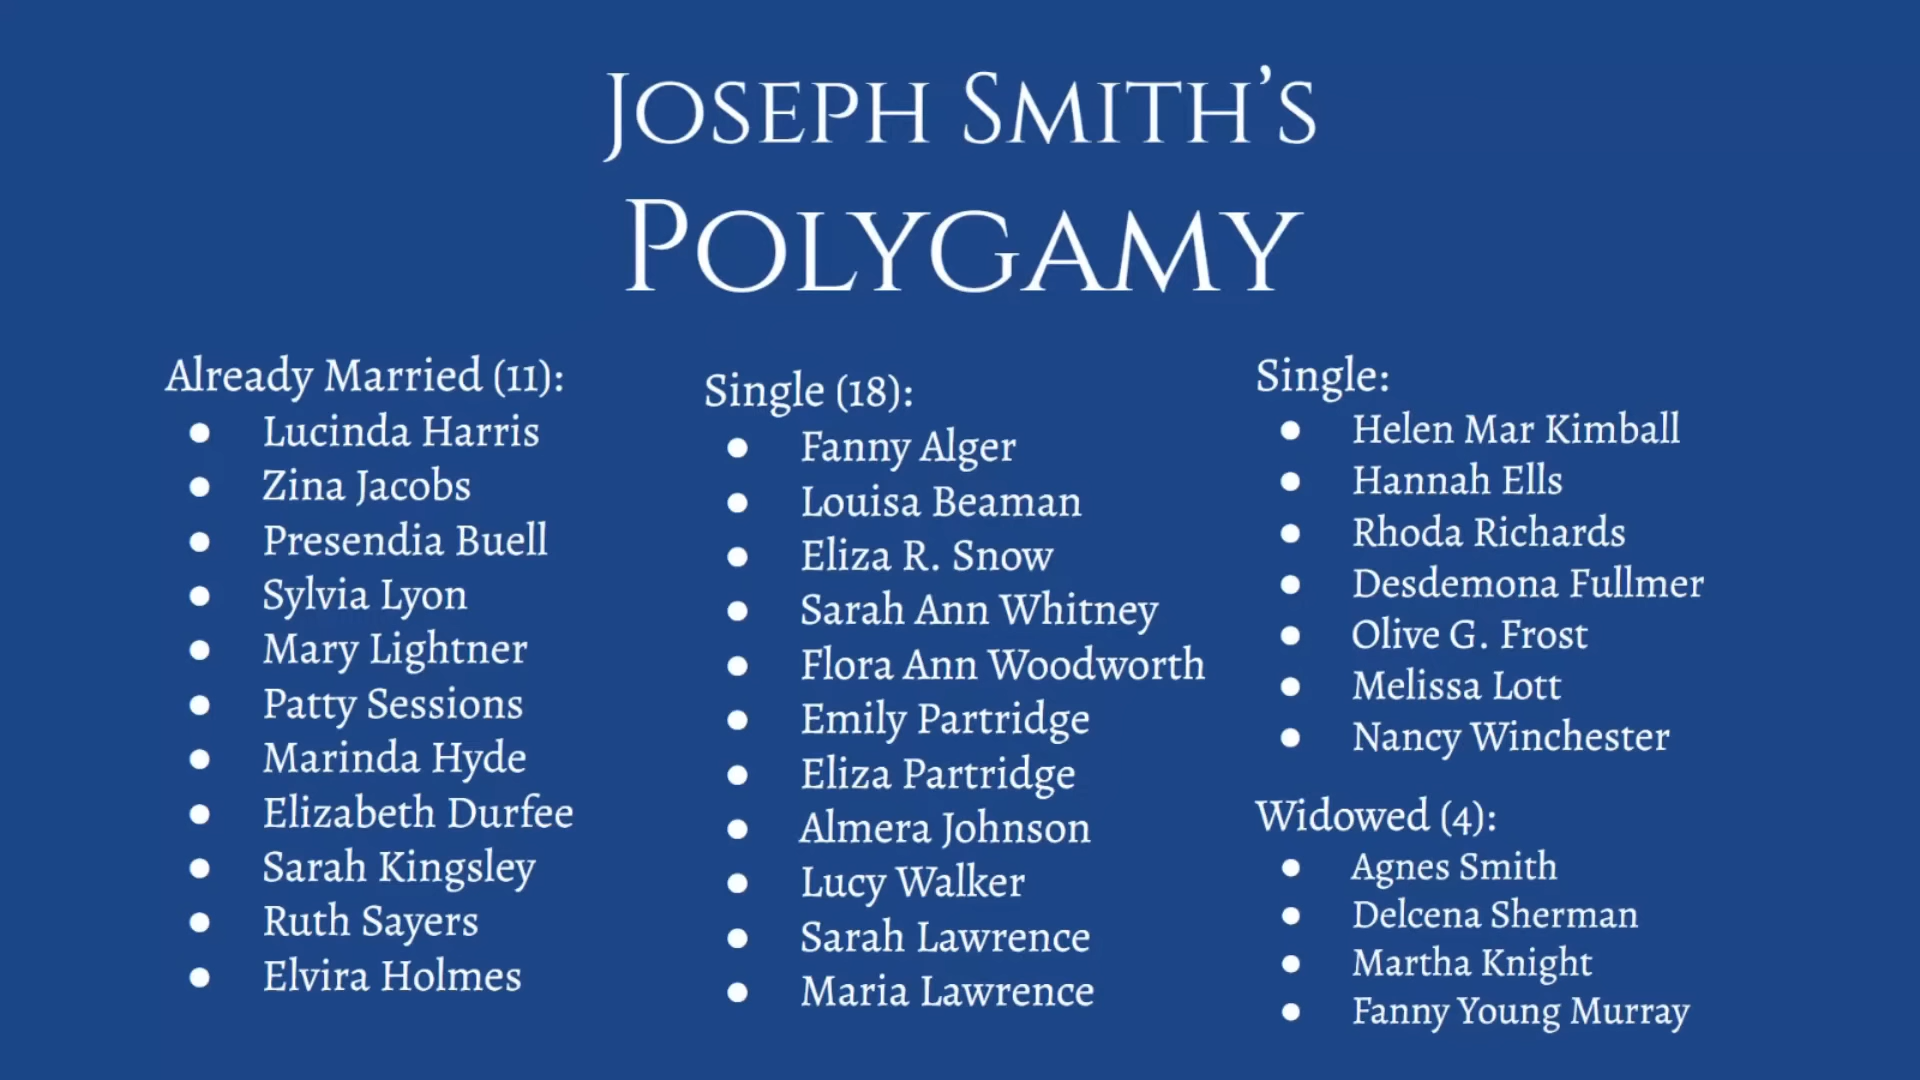 Joseph Smith's
Polygamy
Already Married (11):
● Lucinda Harris
● Zina Jacobs
● Presendia Buell
● Sylvia Lyon
● Mary Lightner
● Patty Sessions
● Marinda Hyde
● Elizabeth Durfee
● Sarah Kingsley
● Ruth Sayers
● Elvira Holmes
Single (18):
● Fanny Alger
● Louisa Beaman
● Eliza R. Snow
● Sarah Ann Whitney
● Flora Ann Woodworth
● Emily Partridge
● Eliza Partridge
● Almera Johnson
● Lucy Walker
● Sarah Lawrence
● Maria Lawrence
Single:
● Helen Mar Kimball
● Hannah Ells
● Rhoda Richards
● Desdemona Fullmer
● Olive G. Frost
● Melissa Lott
● Nancy Winchester
Widowed (4):
● Agnes Smith
● Delcena Sherman
● Martha Knight
● Fanny Young Murray